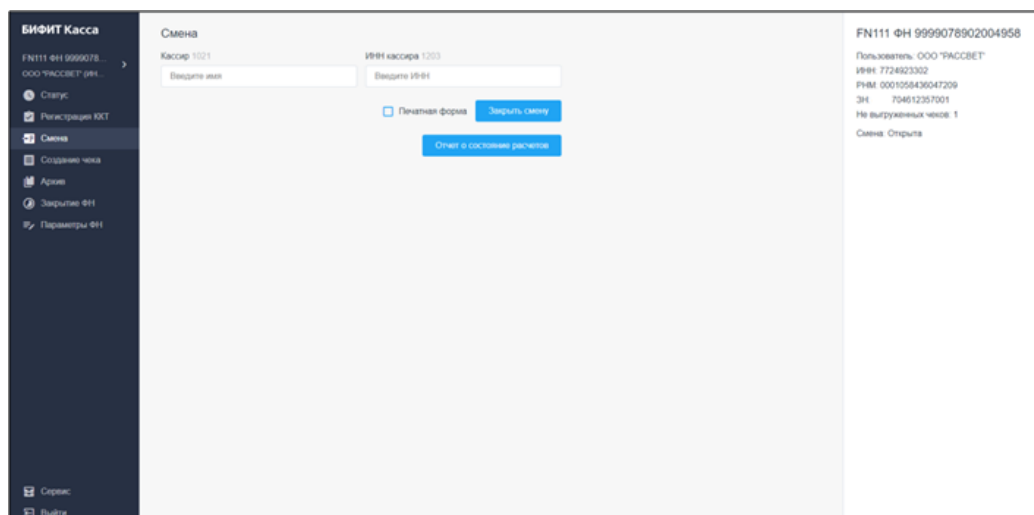 БИФИТ Касса
FN111 ФН 9999078...
ООО "РАССВЕТ" (ИН...
Статус
Регистрация ККТ
Смена
Создание чека
Архив
Закрытие ФН
Параметры ФН
Сервис
Выйти
Смена
Кассир 1021
ИНН кассира 1203
Введите имя
Введите ИНН
Печатная форма
Закрыть смену
Отчет о состояние расчетов
FN111 ФН 9999078902004958
Пользователь: ООО "РАССВЕТ"
ИНН: 7724923302
РНМ: 0001058436047209
ЗН: 704612357001
Не выгруженных чеков: 1
Смена: Открыта